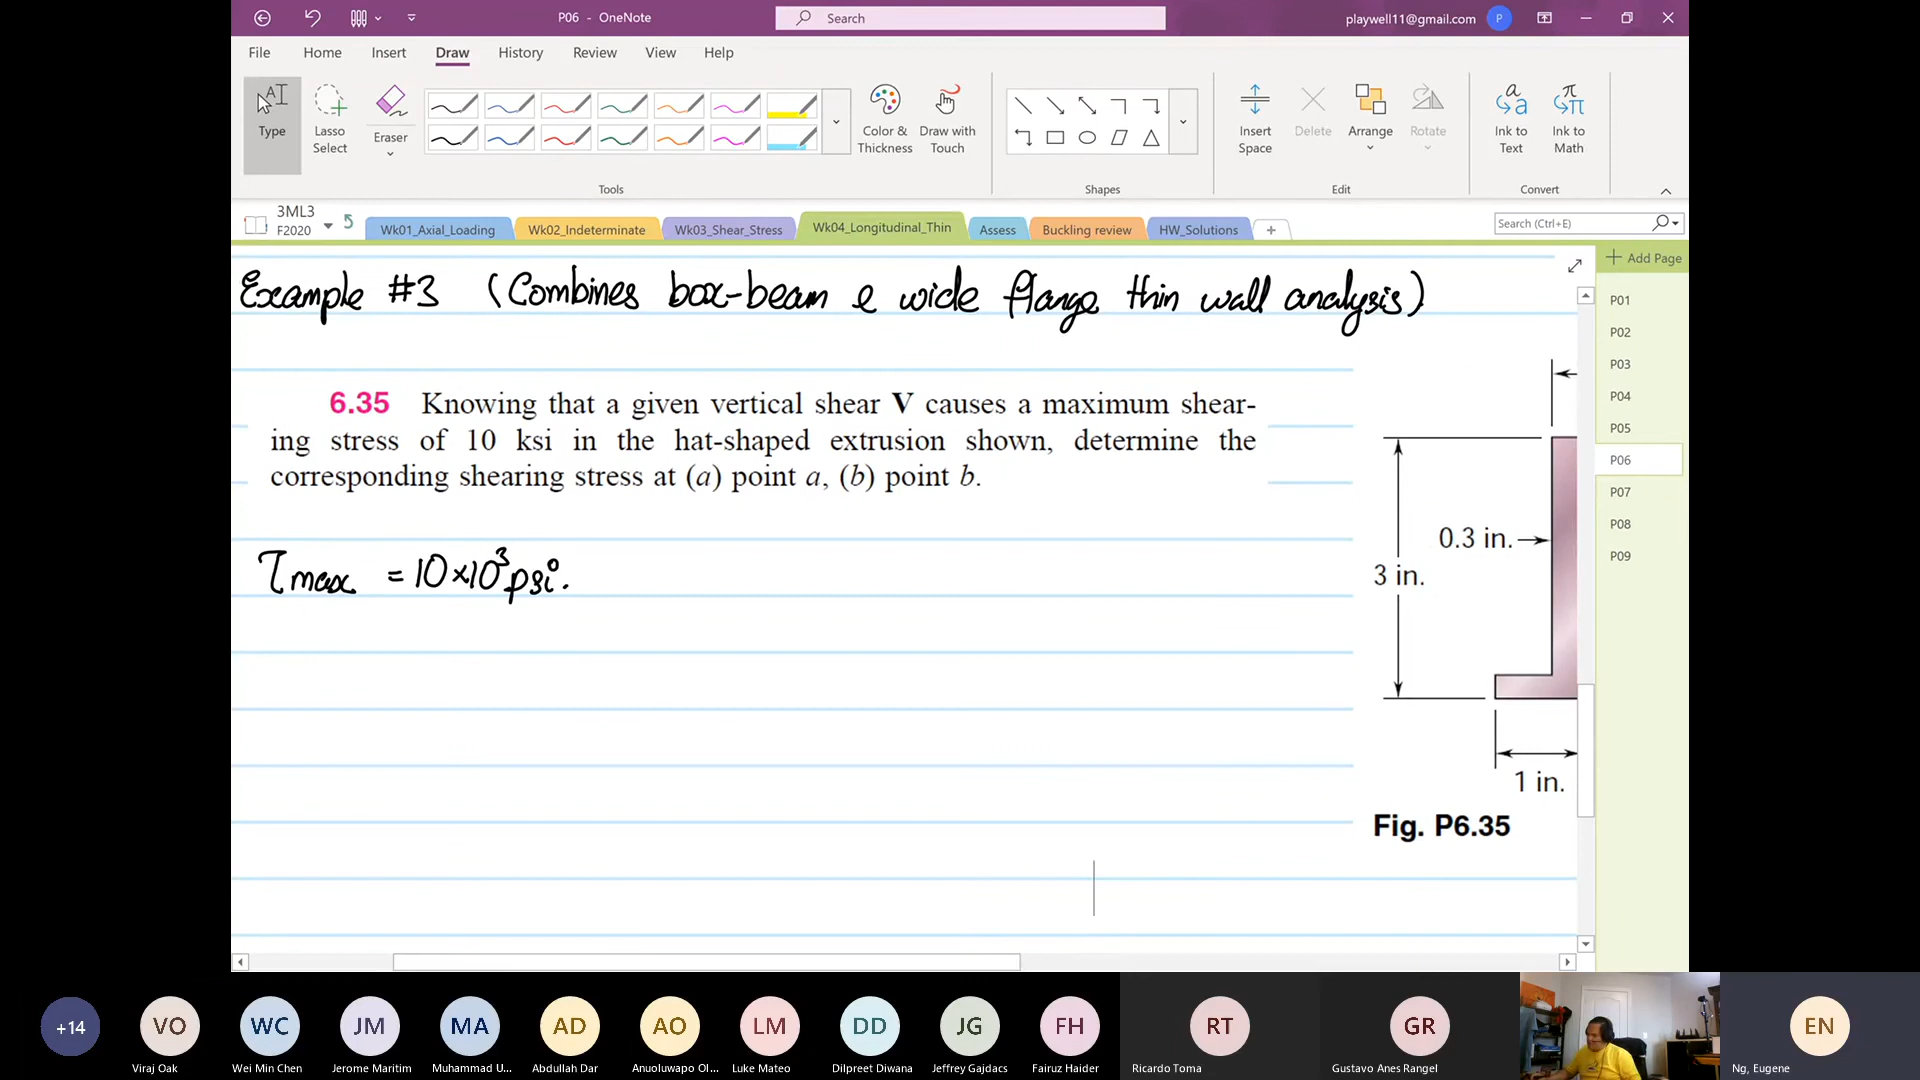 P06 - OneNote
Search
playwell11@gmail.com
P
File Home Insert Draw History Review View Help
Type
Lasso Select
Eraser
Color & Thickness
Draw with Touch
Insert Space
Delete
Arrange
Rotate
Ink to Text
Ink to Math
Tools
Shapes
Edit
Convert
3ML3
F2020
Wk01_Axial_Loading
Wk02_Indeterminate
Wk03_Shear_Stress
Wk04_Longitudinal_Thin
Assess
Buckling review
HW_Solutions
Search (Ctrl+E)
Add Page
P01
P02
P03
P04
P05
P06
P07
P08
P09
Example #3 (Combines box-beam e wide flange thin wall analysis)
6.35 Knowing that a given vertical shear V causes a maximum shear-
ing stress of 10 ksi in the hat-shaped extrusion shown, determine the
corresponding shearing stress at (a) point a, (b) point b.
τmax = 10×10³psi.
0.3 in.
3 in.
1 in.
Fig. P6.35
+14
VO
WC
JM
MA
AD
AO
LM
DD
JG
FH
RT
GR
EN
Viraj Oak
Wei Min Chen
Jerome Maritim
Muhammad U...
Abdullah Dar
Anuoluwapo Ol...
Luke Mateo
Dilpreet Diwana
Jeffrey Gajdacs
Fairuz Haider
Ricardo Toma
Gustavo Anes Rangel
Ng, Eugene